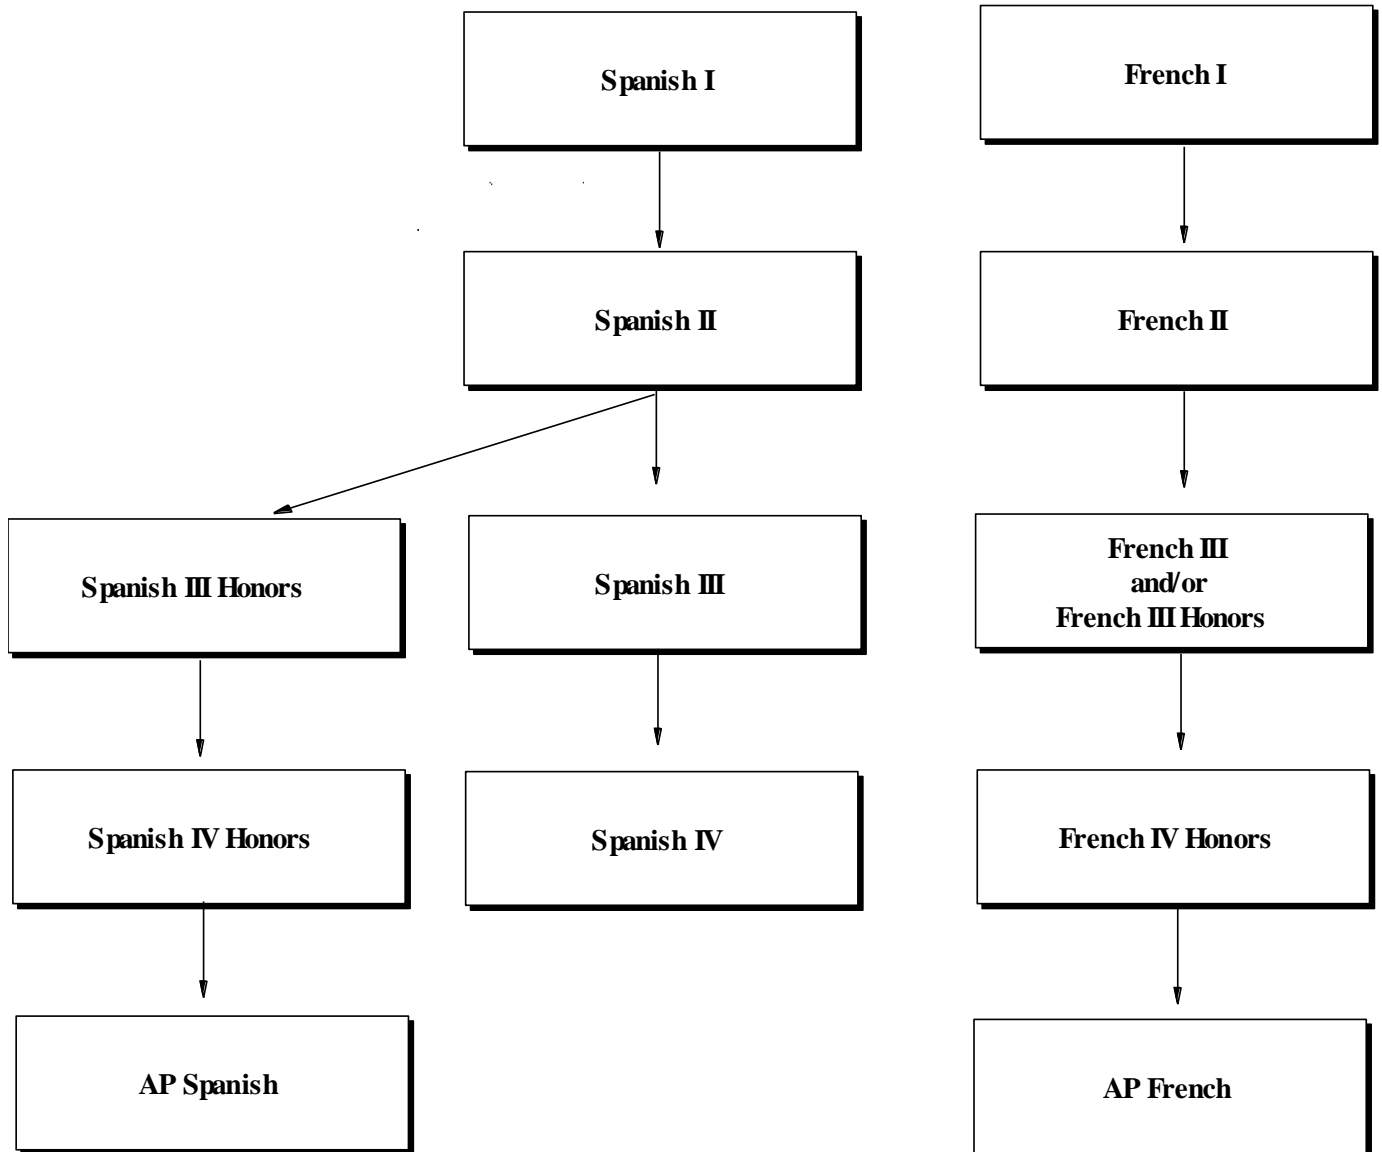 Spanish I
French I
Spanish II
French II
Spanish III Honors
Spanish III
French III
and/or
French III Honors
Spanish IV Honors
Spanish IV
French IV Honors
AP Spanish
AP French